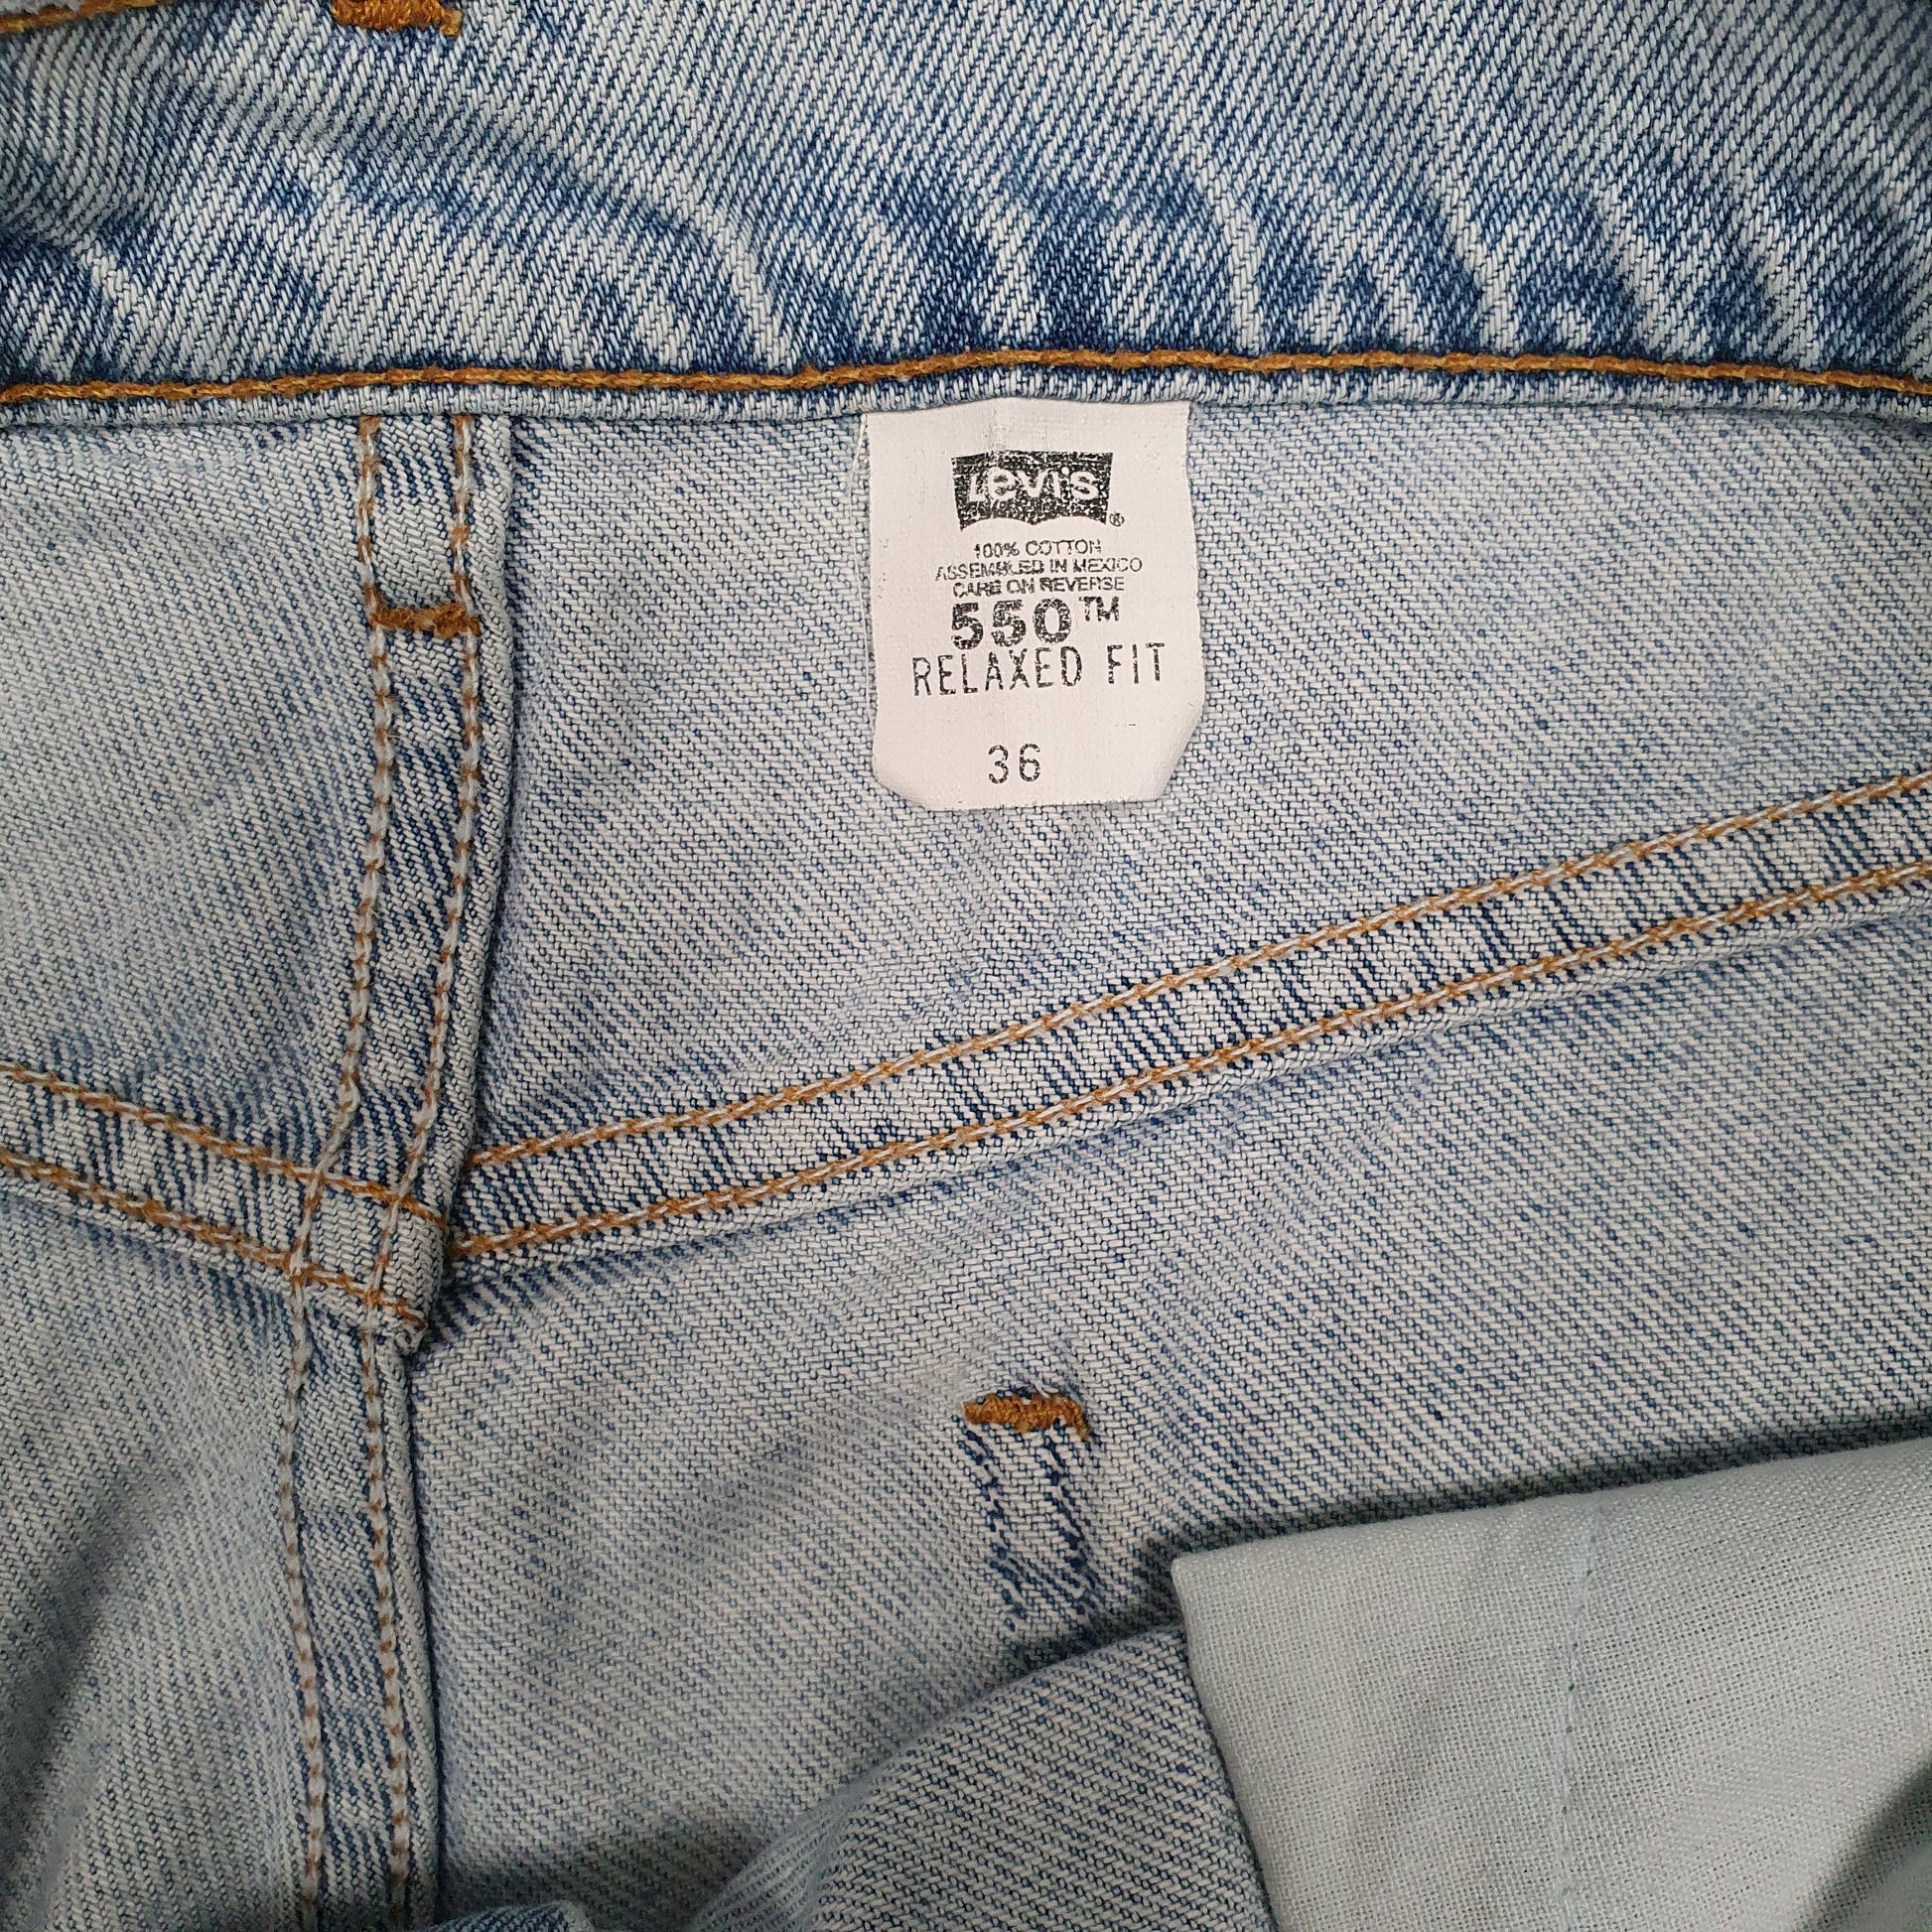 Levi's®
100% COTTON
ASSEMBLED IN MEXICO
CARE ON REVERSE
550™
RELAXED FIT
36